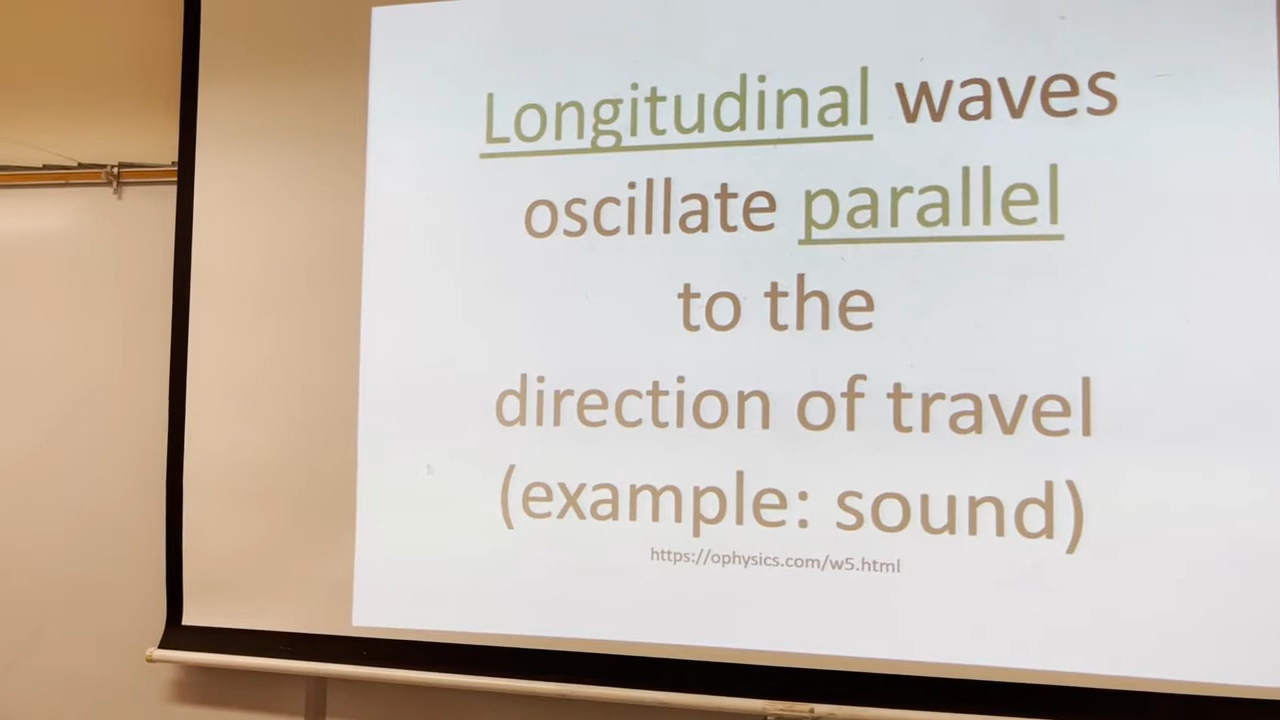 Longitudinal waves
oscillate parallel
to the
direction of travel
(example: sound)
https://ophysics.com/w5.html